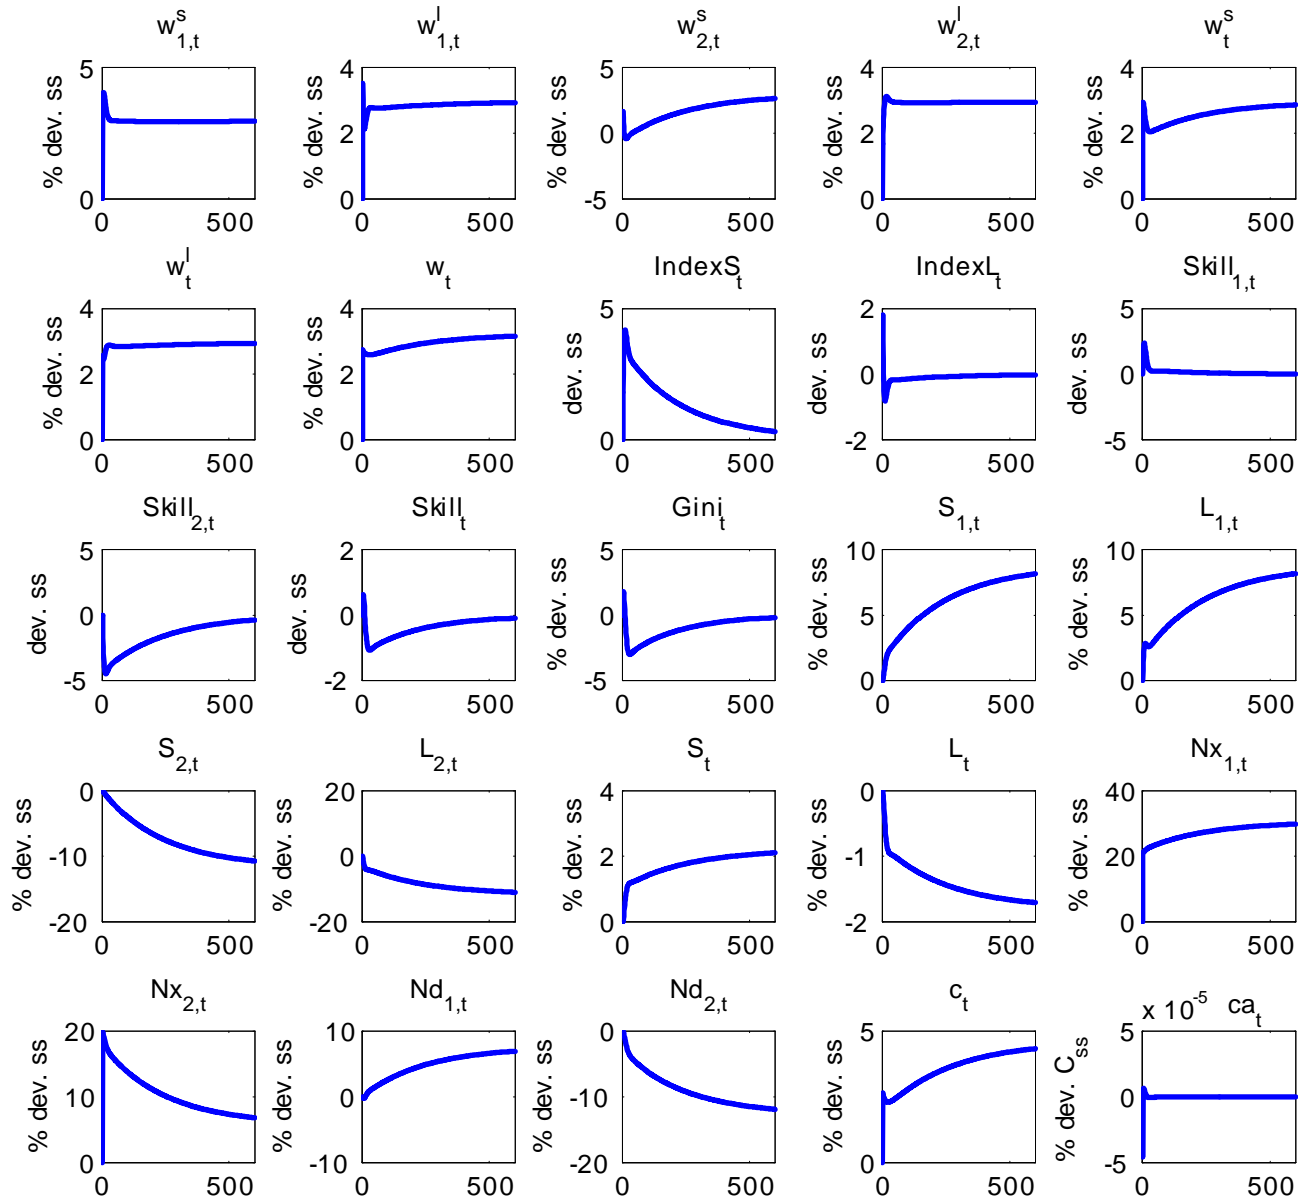 w^s_{1,t} w^l_{1,t} w^s_{2,t} w^l_{2,t} w^s_t
% dev. ss 5 0 0 500
% dev. ss 4 2 0 0 500
% dev. ss 5 0 -5 0 500
% dev. ss 4 2 0 0 500
% dev. ss 4 2 0 0 500
w^l_t w_t IndexS_t IndexL_t Skill_{1,t}
% dev. ss 4 2 0 0 500
% dev. ss 4 2 0 0 500
dev. ss 5 0 0 500
dev. ss 2 0 -2 0 500
dev. ss 5 0 -5 0 500
Skill_{2,t} Skill_t Gini_t S_{1,t} L_{1,t}
dev. ss 5 0 -5 0 500
dev. ss 2 0 -2 0 500
% dev. ss 5 0 -5 0 500
% dev. ss 10 5 0 0 500
% dev. ss 10 5 0 0 500
S_{2,t} L_{2,t} S_t L_t Nx_{1,t}
% dev. ss 0 -10 -20 0 500
% dev. ss 20 0 -20 0 500
% dev. ss 4 2 0 0 500
% dev. ss 0 -1 -2 0 500
% dev. ss 40 20 0 0 500
Nx_{2,t} Nd_{1,t} Nd_{2,t} c_t ca_t
% dev. ss 20 10 0 0 500
% dev. ss 10 0 -10 0 500
% dev. ss 0 -10 -20 0 500
% dev. ss 5 0 0 500
% dev. C_{ss} x 10^{-5} 5 0 -5 0 500